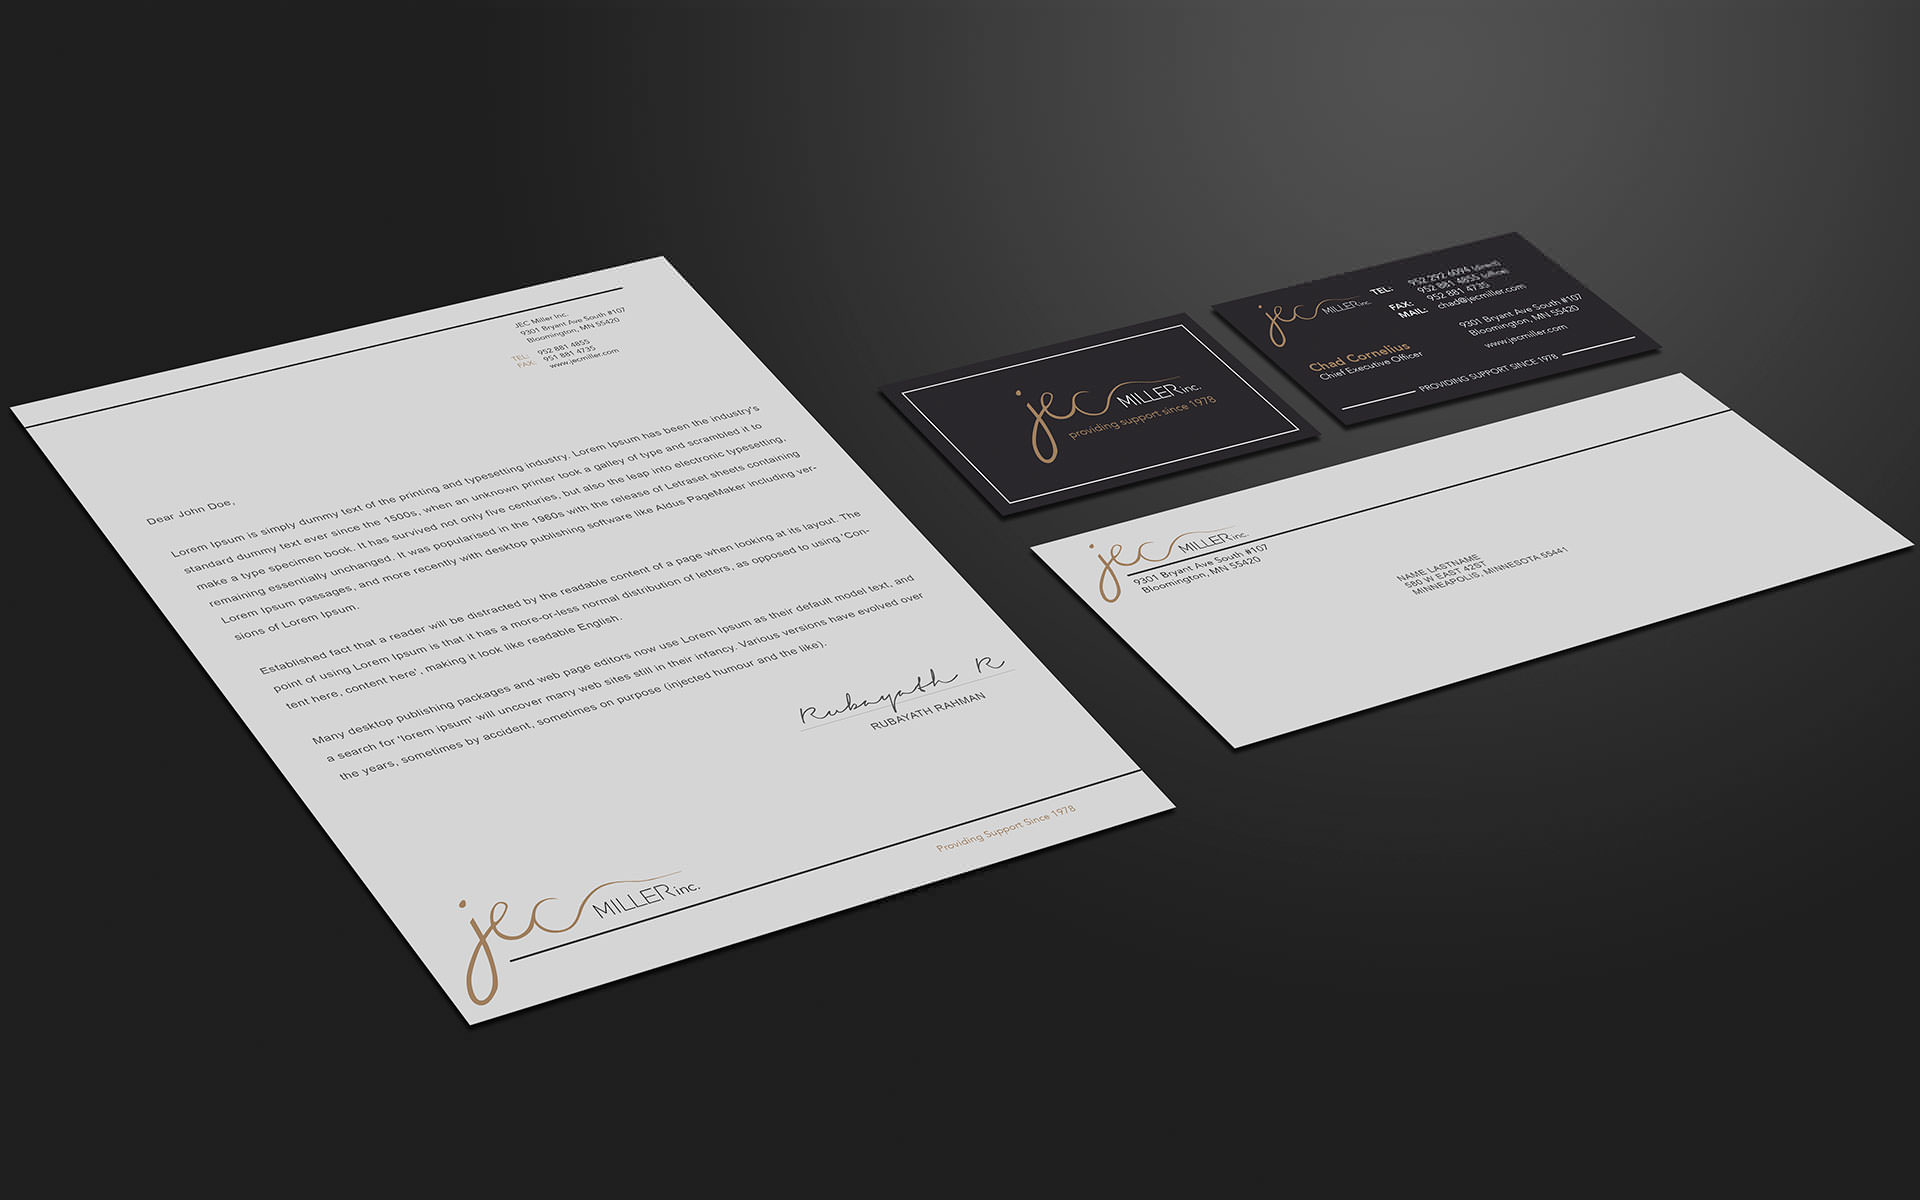 JEC Miller Inc.
9301 Bryant Ave South #107
Bloomington, MN 55420
TEL: 952 881 4855
FAX: 951 881 4735
www.jecmiller.com
Dear John Doe,
Lorem Ipsum is simply dummy text of the printing and typesetting industry. Lorem Ipsum has been the industry's
standard dummy text ever since the 1500s, when an unknown printer took a galley of type and scrambled it to
make a type specimen book. It has survived not only five centuries, but also the leap into electronic typesetting,
remaining essentially unchanged. It was popularised in the 1960s with the release of Letraset sheets containing
Lorem Ipsum passages, and more recently with desktop publishing software like Aldus PageMaker including ver-
sions of Lorem Ipsum.
Established fact that a reader will be distracted by the readable content of a page when looking at its layout. The
point of using Lorem Ipsum is that it has a more-or-less normal distribution of letters, as opposed to using 'Con-
tent here, content here', making it look like readable English.
Many desktop publishing packages and web page editors now use Lorem Ipsum as their default model text, and
a search for 'lorem ipsum' will uncover many web sites still in their infancy. Various versions have evolved over
the years, sometimes by accident, sometimes on purpose (injected humour and the like).
Rubayath R
RUBAYATH RAHMAN
Providing Support Since 1978
jec MILLER inc.
jec MILLER inc.
providing support since 1978
jec MILLER inc.
TEL: 952 292 6094 (direct)
952 881 4855 (office)
FAX: 952 881 4735
MAIL: chad@jecmiller.com
9301 Bryant Ave South #107
Bloomington, MN 55420
www.jecmiller.com
Chad Cornelius
Chief Executive Officer
PROVIDING SUPPORT SINCE 1978
jec MILLER inc.
9301 Bryant Ave South #107
Bloomington, MN 55420
NAME LASTNAME
580 W EAST 42ST
MINNEAPOLIS, MINNESOTA 55441